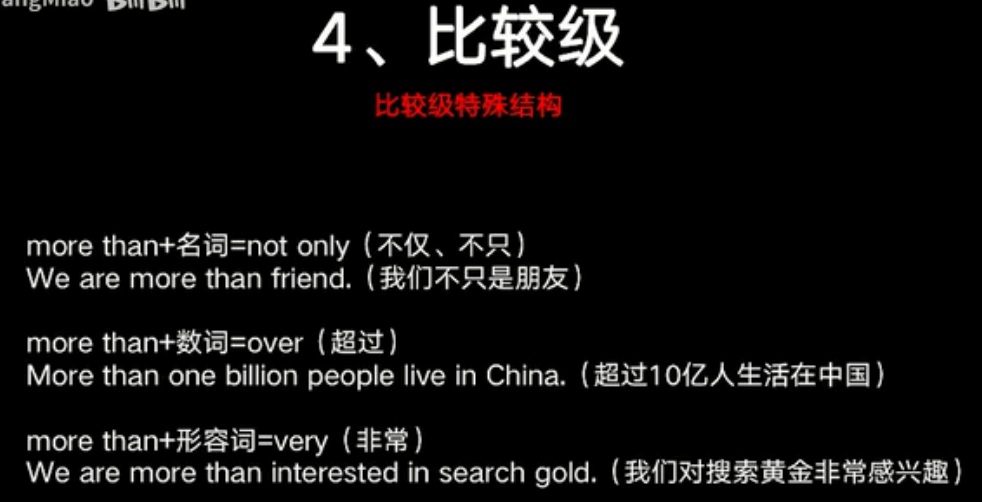 angMiao bilibili
4、比较级
比较级特殊结构
more than+名词=not only（不仅、不只）
We are more than friend.（我们不只是朋友）
more than+数词=over（超过）
More than one billion people live in China.（超过10亿人生活在中国）
more than+形容词=very（非常）
We are more than interested in search gold.（我们对搜索黄金非常感兴趣）